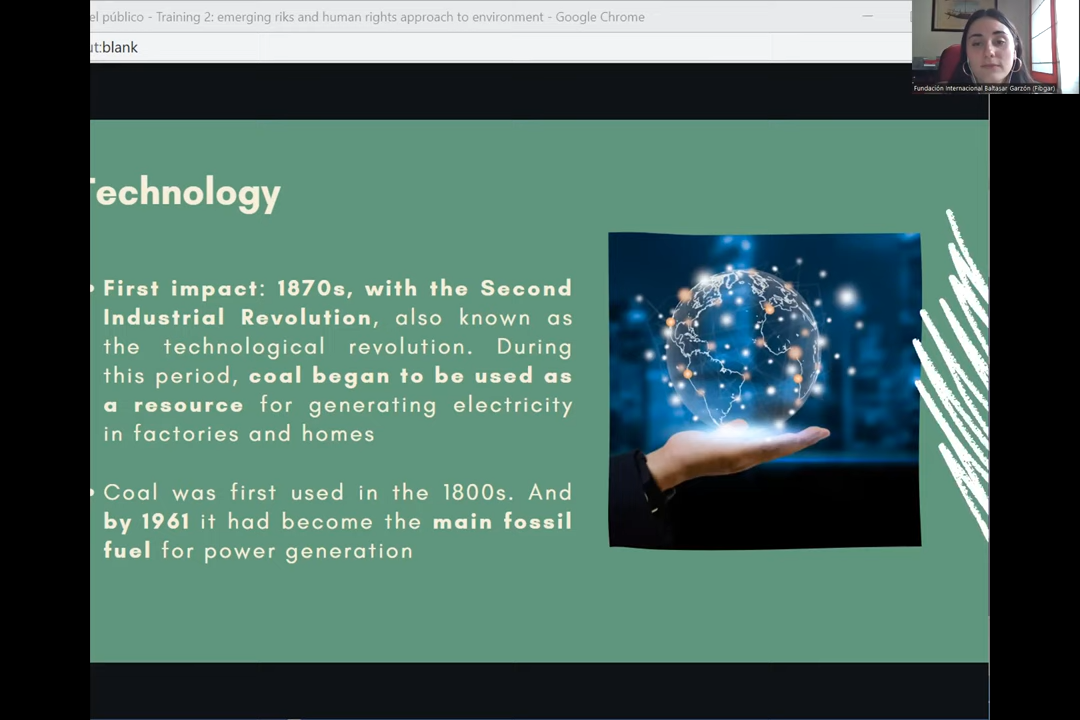 el público - Training 2: emerging riks and human rights approach to environment - Google Chrome
ut:blank
Fundación Internacional Baltasar Garzón (Fibgar)
Technology
• First impact: 1870s, with the Second
Industrial Revolution, also known as
the technological revolution. During
this period, coal began to be used as
a resource for generating electricity
in factories and homes
• Coal was first used in the 1800s. And
by 1961 it had become the main fossil
fuel for power generation